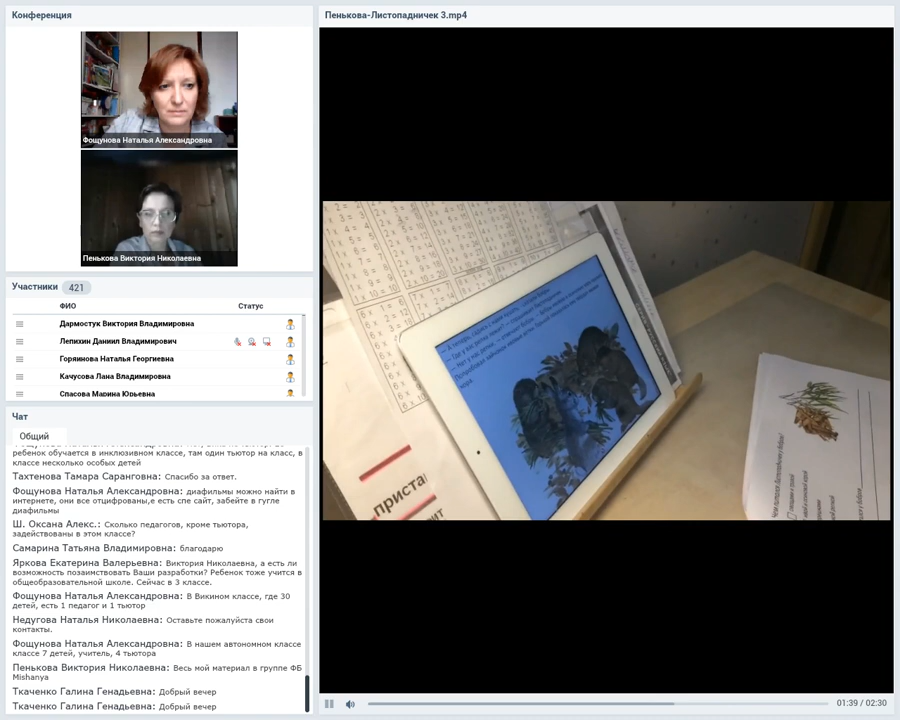 Конференция
Фощунова Наталья Александровна
Пенькова Виктория Николаевна
Участники 421
ФИО Статус
Дармостук Виктория Владимировна
Лепихин Даниил Владимирович
Горяинова Наталья Георгиевна
Качусова Лана Владимировна
Спасова Марина Юрьевна
Чат
Общий
ребенок обучается в инклюзивном классе, там один тьютор на класс, в
классе несколько особых детей
Тахтенова Тамара Саранговна: Спасибо за ответ.
Фощунова Наталья Александровна: диафильмы можно найти в
интернете, они все отцифрованы,е есть спе сайт, забейте в гугле
диафильмы
Ш. Оксана Алекс.: Сколько педагогов, кроме тьютора,
задействованы в этом классе?
Самарина Татьяна Владимировна: благодарю
Яркова Екатерина Валерьевна: Виктория Николаевна, а есть ли
возможность позаимствовать Ваши разработки? Ребенок тоже учится в
общеобразовательной школе. Сейчас в 3 классе.
Фощунова Наталья Александровна: В Викином классе, где 30
детей, есть 1 педагог и 1 тьютор
Недугова Наталья Николаевна: Оставьте пожалуйста свои
контакты.
Фощунова Наталья Александровна: В нашем автономном классе
классе 7 детей, учитель, 4 тьютора
Пенькова Виктория Николаевна: Весь мой материал в группе ФБ
Mishanya
Ткаченко Галина Генадьевна: Добрый вечер
Ткаченко Галина Генадьевна: Добрый вечер
Пенькова-Листопадничек 3.mp4
приста
ит
01:39 / 02:30